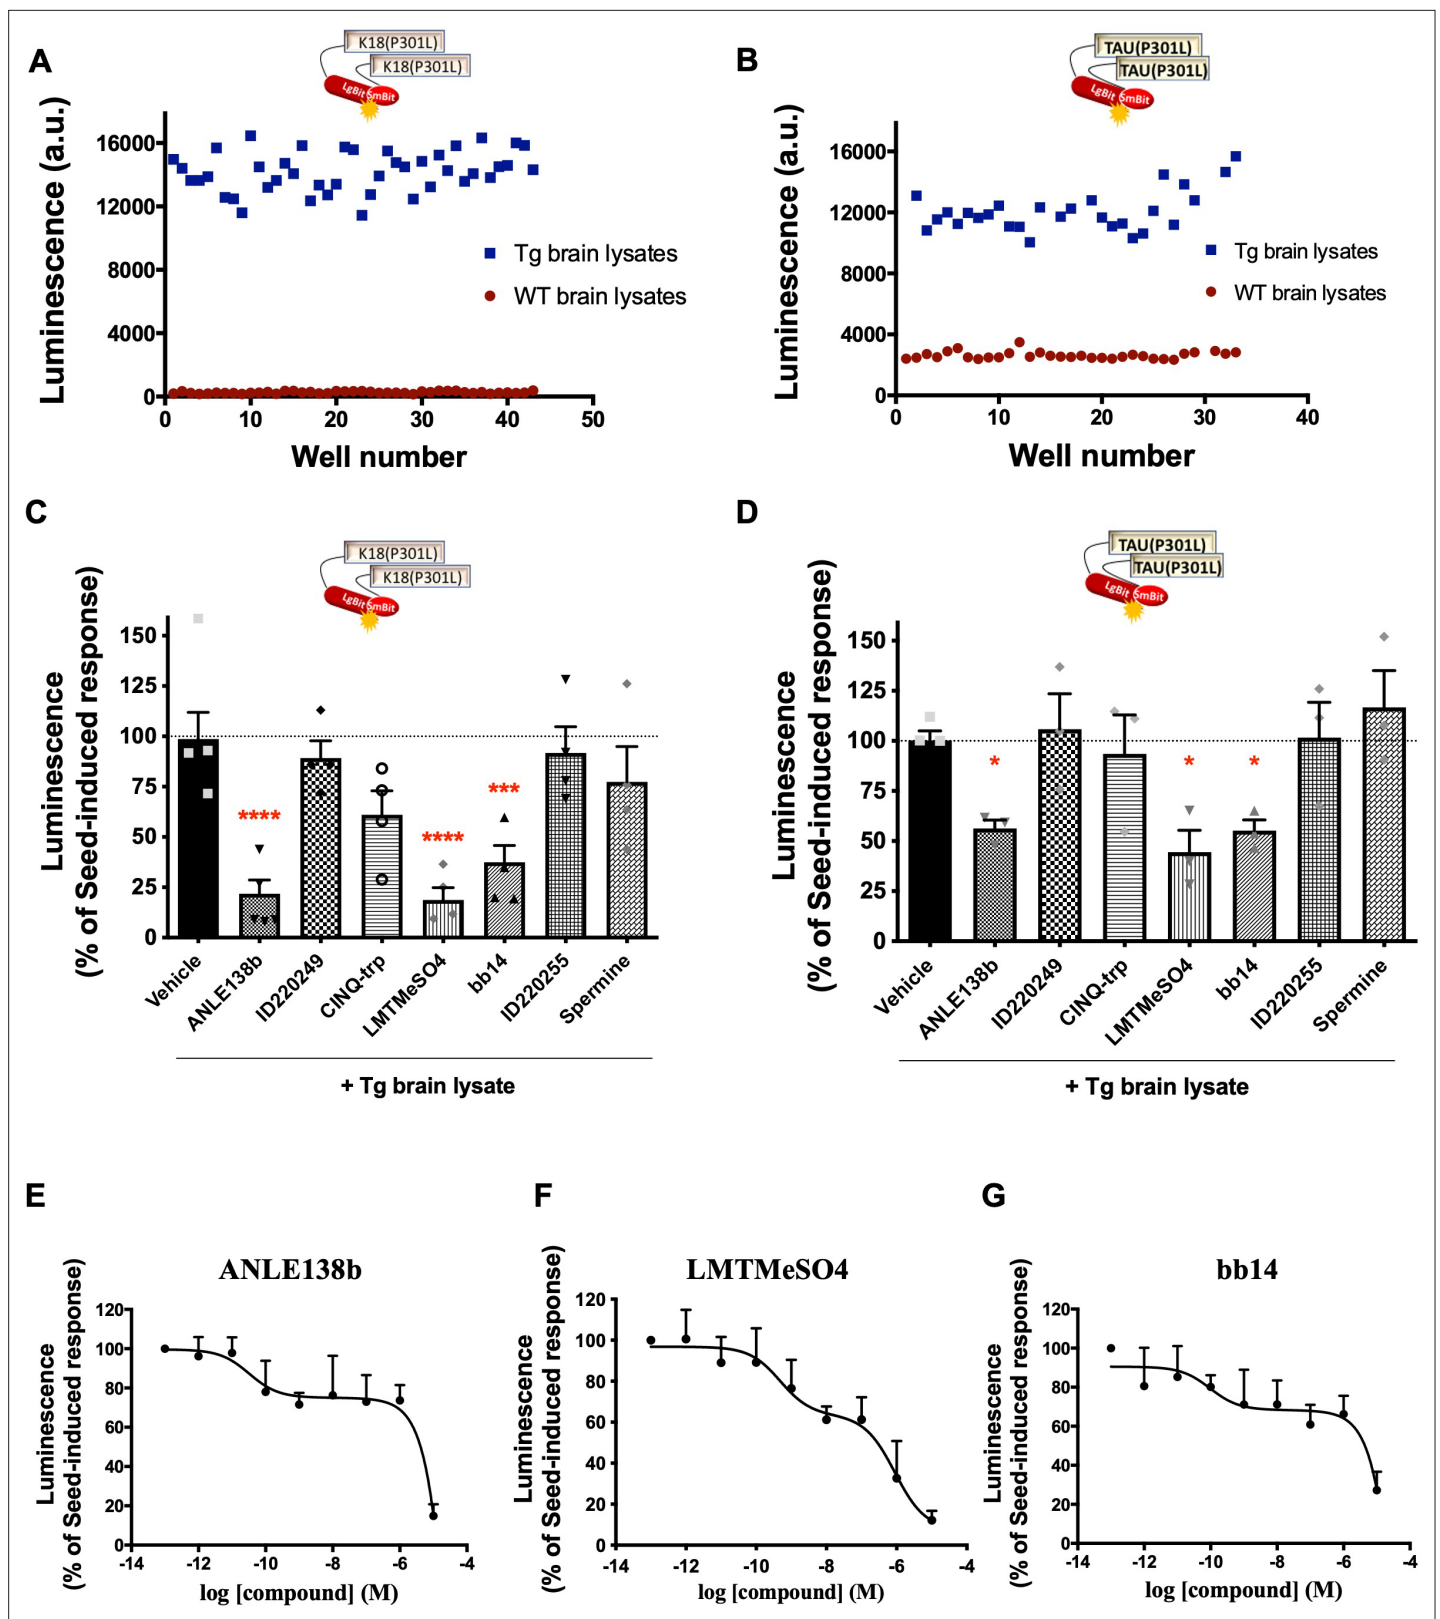 A
K18(P301L)
K18(P301L)
LgBit
SmBit
Luminescence (a.u.)
16000
12000
8000
4000
0
0
10
20
30
40
50
Well number
Tg brain lysates
WT brain lysates
B
TAU(P301L)
TAU(P301L)
LgBit
SmBit
Luminescence (a.u.)
16000
12000
8000
4000
0
0
10
20
30
40
Well number
Tg brain lysates
WT brain lysates
C
K18(P301L)
K18(P301L)
LgBit
SmBit
Luminescence
(% of Seed-induced response)
150
125
100
75
50
25
0
****
****
***
Vehicle
ANLE138b
ID220249
CINQ-trp
LMTMeSO4
bb14
ID220255
Spermine
+ Tg brain lysate
D
TAU(P301L)
TAU(P301L)
LgBit
SmBit
Luminescence
(% of Seed-induced response)
150
125
100
75
50
25
0
*
*
*
Vehicle
ANLE138b
ID220249
CINQ-trp
LMTMeSO4
bb14
ID220255
Spermine
+ Tg brain lysate
E
ANLE138b
Luminescence
(% of Seed-induced response)
120
100
80
60
40
20
0
-14
-12
-10
-8
-6
-4
log [compound] (M)
F
LMTMeSO4
Luminescence
(% of Seed-induced response)
120
100
80
60
40
20
0
-14
-12
-10
-8
-6
-4
log [compound] (M)
G
bb14
Luminescence
(% of Seed-induced response)
120
100
80
60
40
20
0
-14
-12
-10
-8
-6
-4
log [compound] (M)